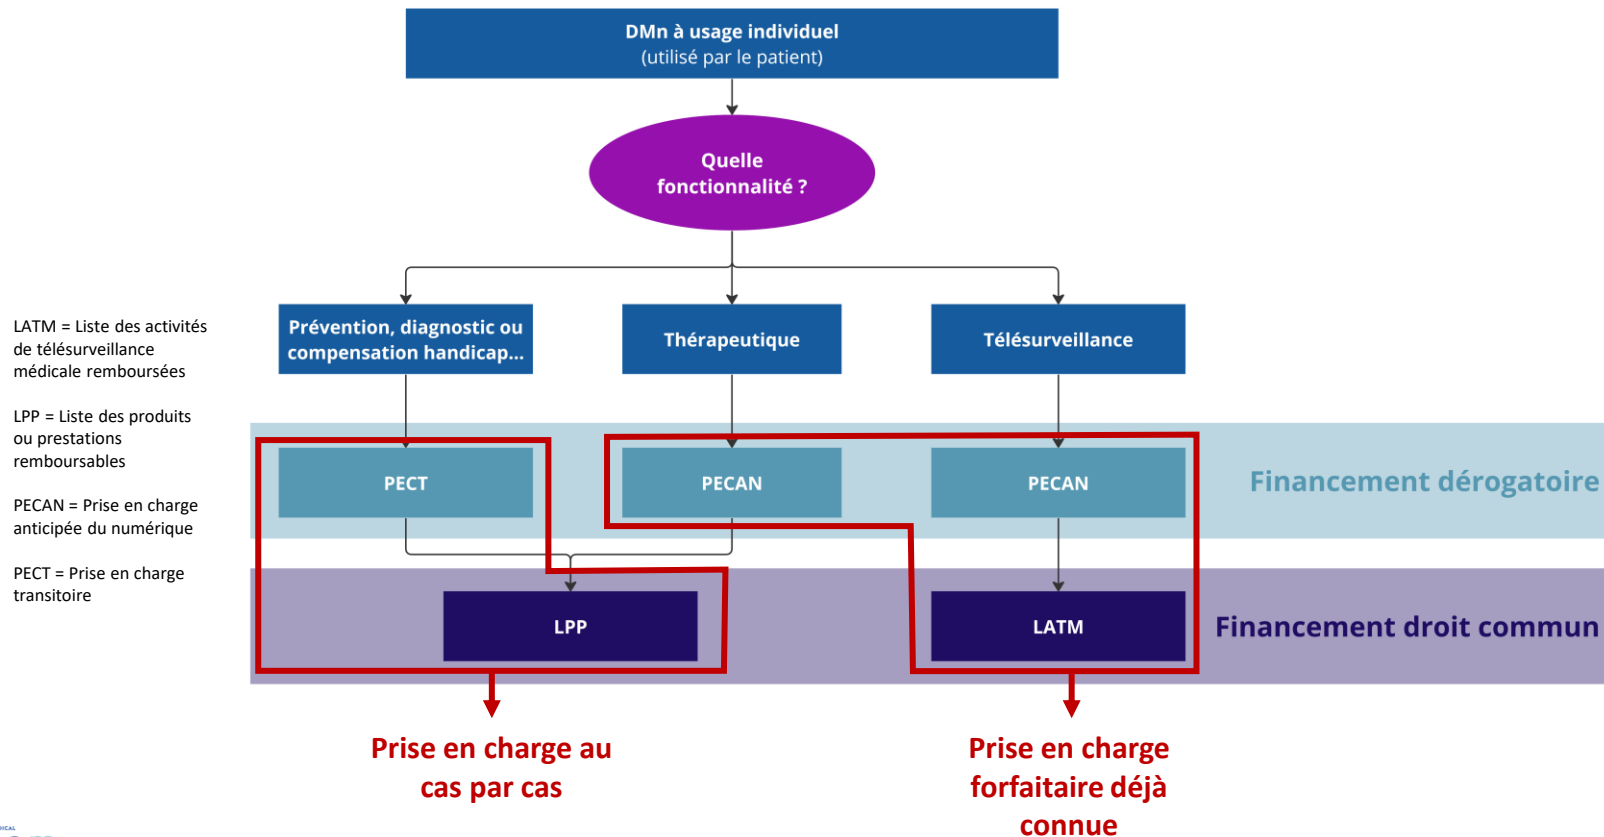 DMn à usage individuel
(utilisé par le patient)
Quelle
fonctionnalité ?
Prévention, diagnostic ou
compensation handicap...
Thérapeutique
Télésurveillance
LATM = Liste des activités
de télésurveillance
médicale remboursées
LPP = Liste des produits
ou prestations
remboursables
PECAN = Prise en charge
anticipée du numérique
PECT = Prise en charge
transitoire
PECT
PECAN
PECAN
Financement dérogatoire
LPP
LATM
Financement droit commun
Prise en charge au
cas par cas
Prise en charge
forfaitaire déjà
connue